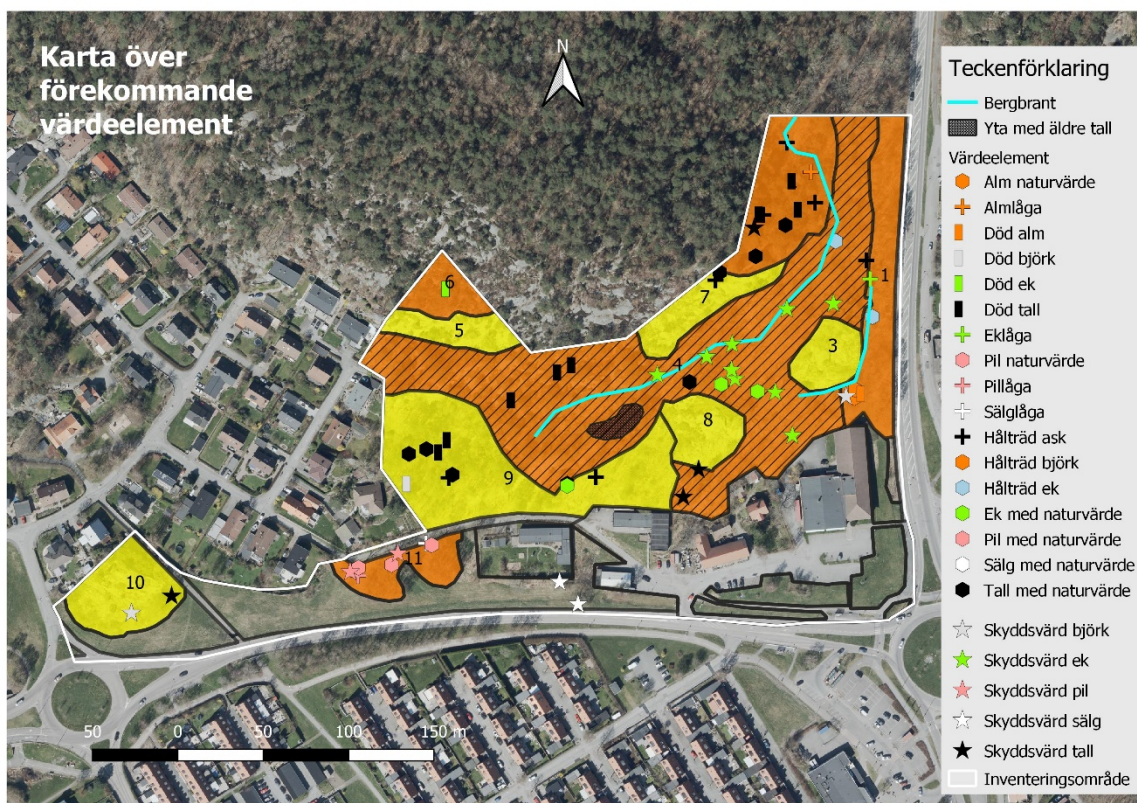 Karta över
förekommande
värdeelement
N
Teckenförklaring
Bergbrant
Yta med äldre tall
Värdeelement
Alm naturvärde
Almlåga
Död alm
Död björk
Död ek
Död tall
Eklåga
Pil naturvärde
Pillåga
Sälglåga
Hålträd ask
Hålträd björk
Hålträd ek
Ek med naturvärde
Pil med naturvärde
Sälg med naturvärde
Tall med naturvärde
Skyddsvärd björk
Skyddsvärd ek
Skyddsvärd pil
Skyddsvärd sälg
Skyddsvärd tall
Inventeringsområde
6
5
7
1
4
3
8
9
10
11
50 0 50 100 150 m